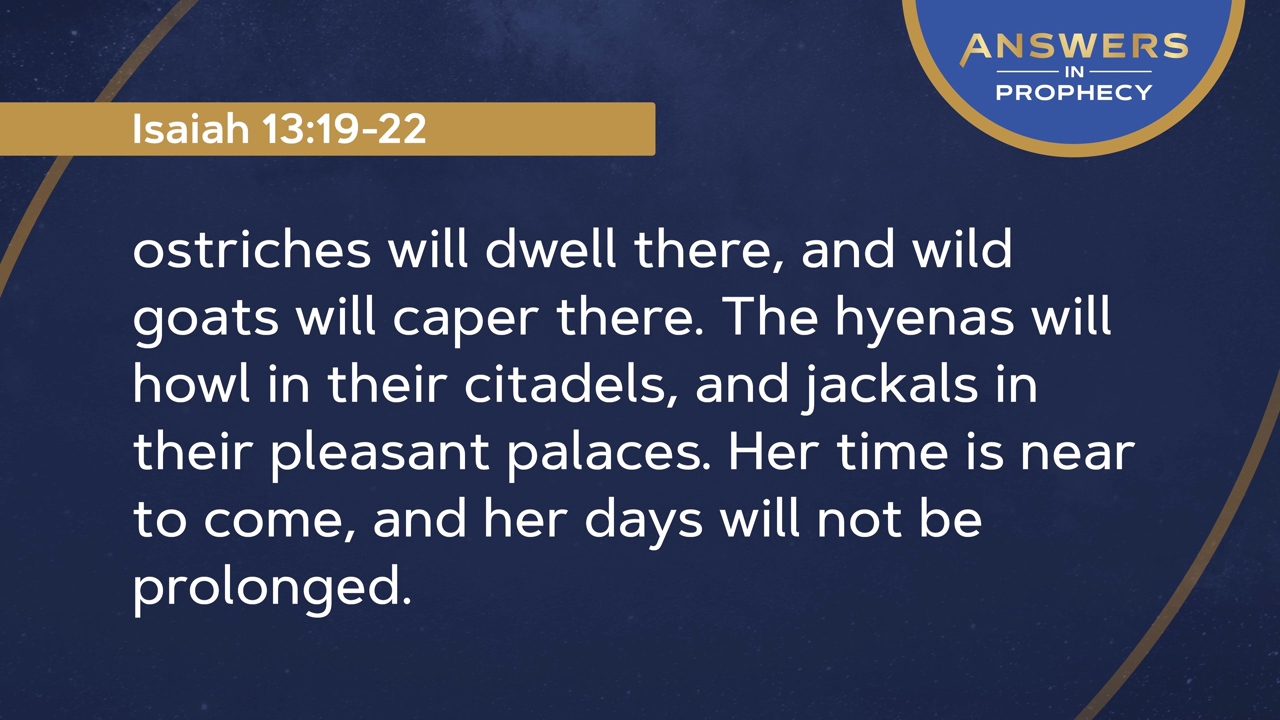 ANSWERS
IN
PROPHECY
Isaiah 13:19-22
ostriches will dwell there, and wild
goats will caper there. The hyenas will
howl in their citadels, and jackals in
their pleasant palaces. Her time is near
to come, and her days will not be
prolonged.